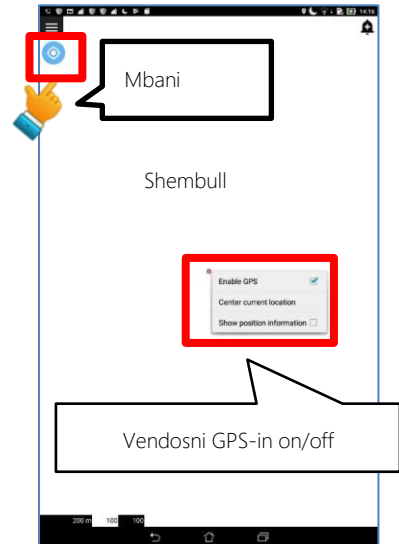 14:16
Mbani
Shembull
Enable GPS
Center current location
Show position information
Vendosni GPS-in on/off
200 m 100 100